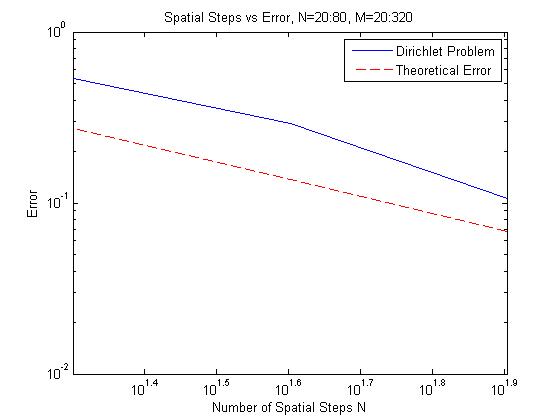 Spatial Steps vs Error, N=20:80, M=20:320
Dirichlet Problem
Theoretical Error
10^0
10^-1
10^-2
Error
10^1.4
10^1.5
10^1.6
10^1.7
10^1.8
10^1.9
Number of Spatial Steps N